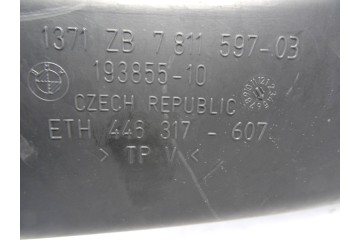 1371 ZB 7 811 597-03
193855-10
CZECH REPUBLIC
ETH 446 317 - 607
> TP V <